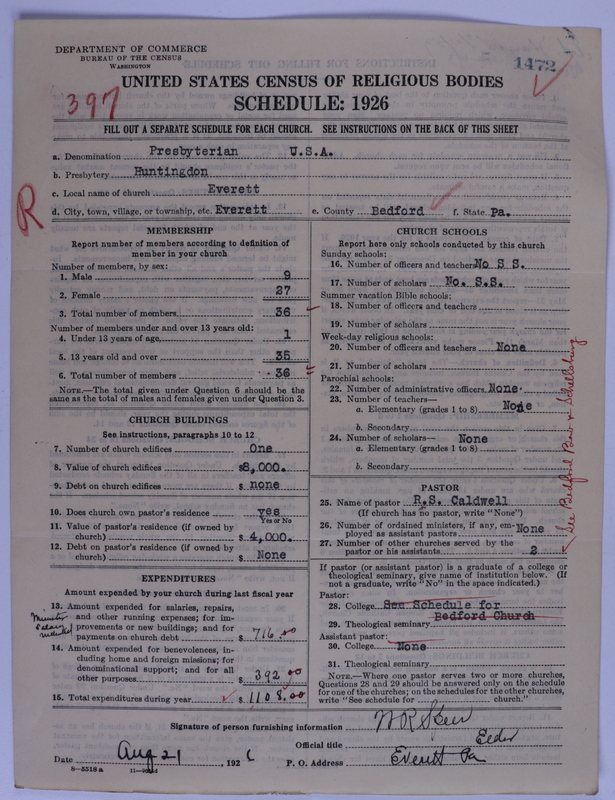 DEPARTMENT OF COMMERCE
BUREAU OF THE CENSUS
WASHINGTON
1472
UNITED STATES CENSUS OF RELIGIOUS BODIES
397
SCHEDULE: 1926
FILL OUT A SEPARATE SCHEDULE FOR EACH CHURCH. SEE INSTRUCTIONS ON THE BACK OF THIS SHEET
a. Denomination Presbyterian U.S.A.
b. Presbytery Huntingdon
c. Local name of church Everett
R
d. City, town, village, or township, etc. Everett e. County Bedford f. State Pa.
MEMBERSHIP
Report number of members according to definition of
member in your church
Number of members, by sex:
1. Male 9
2. Female 27
3. Total number of members 36
Number of members under and over 13 years old:
4. Under 13 years of age 1
5. 13 years old and over 35
6. Total number of members 36
NOTE.—The total given under Question 6 should be
same as the total of males and females given under Question 3.
CHURCH BUILDINGS
See instructions, paragraphs 10 to 12
7. Number of church edifices One
8. Value of church edifices $8,000.
9. Debt on church edifices $ none
10. Does church own pastor's residence yes
Yes or No
11. Value of pastor's residence (if owned by
church) $ 4,000.
12. Debt on pastor's residence (if owned by
church) $ None
EXPENDITURES
Amount expended by your church during last fiscal year
13. Amount expended for salaries, repairs,
and other running expenses; for im-
provements or new buildings; and for
payments on church debt $ 716.00
Minister
Salary
included
14. Amount expended for benevolences, in-
cluding home and foreign missions; for
denominational support; and for all
other purposes $ 392 00
15. Total expenditures during year $ 1108.00
CHURCH SCHOOLS
Report here only schools conducted by this church
Sunday schools:
16. Number of officers and teachers No S S.
17. Number of scholars No. S.S.
Summer vacation Bible schools:
18. Number of officers and teachers
19. Number of scholars
Week-day religious schools:
20. Number of officers and teachers None
21. Number of scholars
Parochial schools:
22. Number of administrative officers None.
23. Number of teachers—
a. Elementary (grades 1 to 8) None
b. Secondary
24. Number of scholars— None
a. Elementary (grades 1 to 8)
b. Secondary
PASTOR
25. Name of pastor R.S. Caldwell
(If church has no pastor, write "None")
26. Number of ordained ministers, if any, em-
ployed as assistant pastors None
27. Number of other churches served by the
pastor or his assistants 2
See Bedford Boro & Schellsburg
If pastor (or assistant pastor) is a graduate of a college or
theological seminary, give name of institution below. (If
not a graduate, write "No" in the space indicated.)
Pastor:
28. College See Schedule for
Bedford Church
29. Theological seminary
Assistant pastor:
30. College None
31. Theological seminary
NOTE.—Where one pastor serves two or more churches,
Questions 28 and 29 should be answered only on the schedule
for one of the churches; on the schedules for the other churches,
write "See schedule for church."
Signature of person furnishing information W R
Official title Elder
Date Aug 21 1926 P. O. Address Everett Pa
8—5518 a